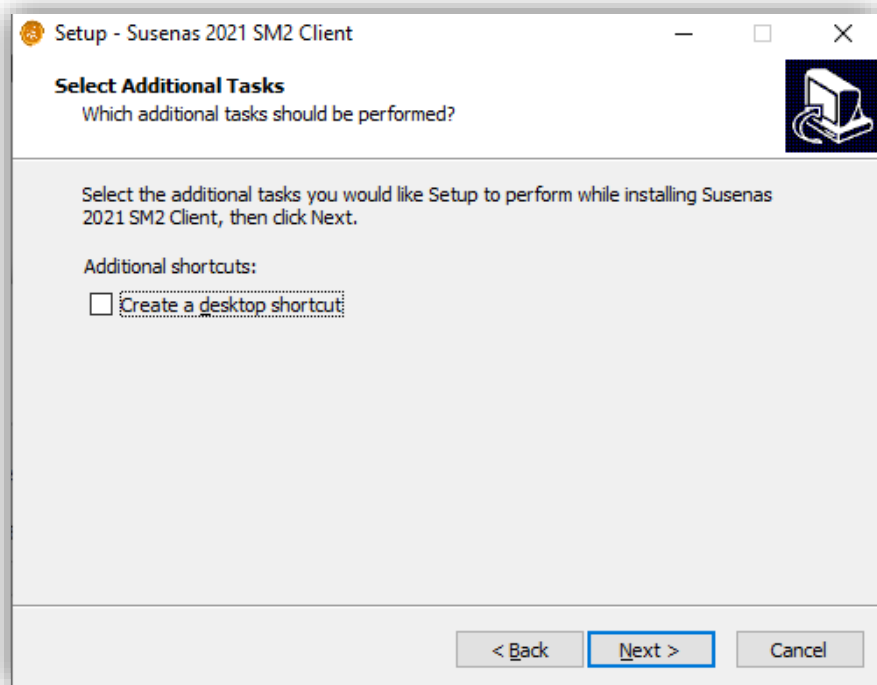 Setup - Susenas 2021 SM2 Client
Select Additional Tasks
Which additional tasks should be performed?
Select the additional tasks you would like Setup to perform while installing Susenas
2021 SM2 Client, then click Next.
Additional shortcuts:
Create a desktop shortcut
< Back
Next >
Cancel